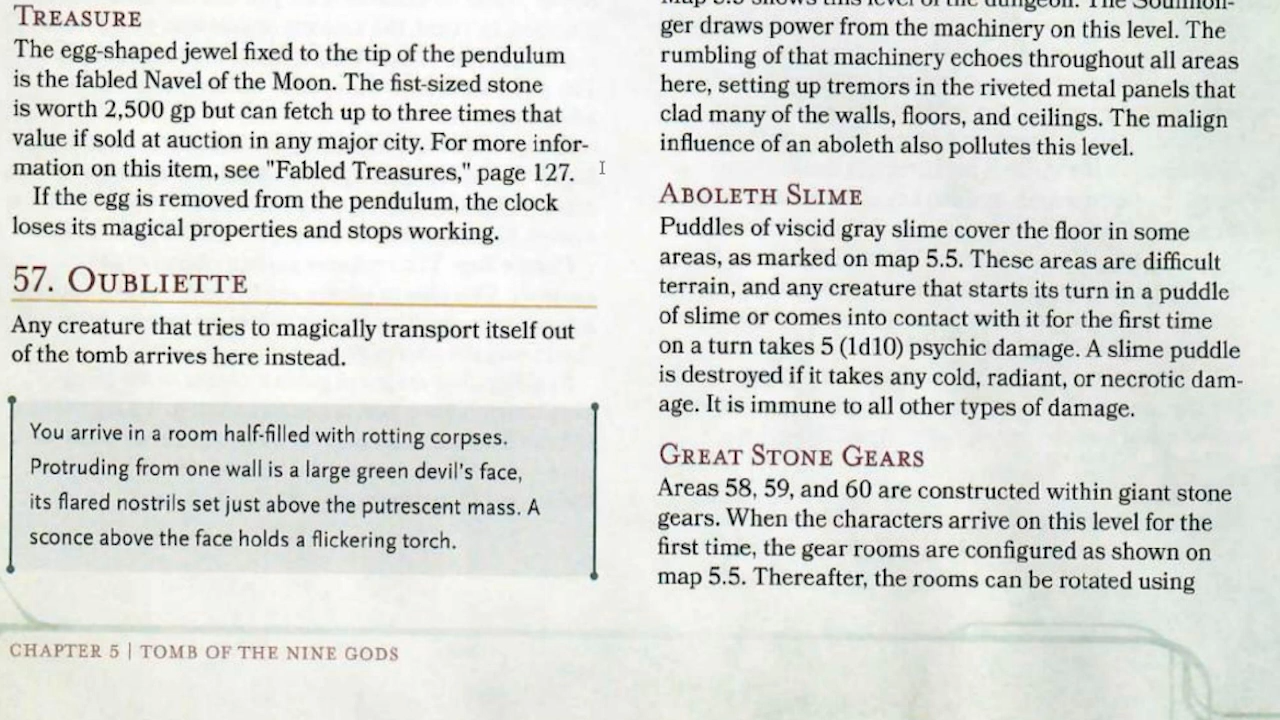 TREASURE
The egg-shaped jewel fixed to the tip of the pendulum
is the fabled Navel of the Moon. The fist-sized stone
is worth 2,500 gp but can fetch up to three times that
value if sold at auction in any major city. For more infor-
mation on this item, see "Fabled Treasures," page 127.
If the egg is removed from the pendulum, the clock
loses its magical properties and stops working.
57. OUBLIETTE
Any creature that tries to magically transport itself out
of the tomb arrives here instead.
You arrive in a room half-filled with rotting corpses.
Protruding from one wall is a large green devil's face,
its flared nostrils set just above the putrescent mass. A
sconce above the face holds a flickering torch.
CHAPTER 5 | TOMB OF THE NINE GODS
Map 5.5 shows this level of the dungeon. The Soulmon-
ger draws power from the machinery on this level. The
rumbling of that machinery echoes throughout all areas
here, setting up tremors in the riveted metal panels that
clad many of the walls, floors, and ceilings. The malign
influence of an aboleth also pollutes this level.
ABOLETH SLIME
Puddles of viscid gray slime cover the floor in some
areas, as marked on map 5.5. These areas are difficult
terrain, and any creature that starts its turn in a puddle
of slime or comes into contact with it for the first time
on a turn takes 5 (1d10) psychic damage. A slime puddle
is destroyed if it takes any cold, radiant, or necrotic dam-
age. It is immune to all other types of damage.
GREAT STONE GEARS
Areas 58, 59, and 60 are constructed within giant stone
gears. When the characters arrive on this level for the
first time, the gear rooms are configured as shown on
map 5.5. Thereafter, the rooms can be rotated using